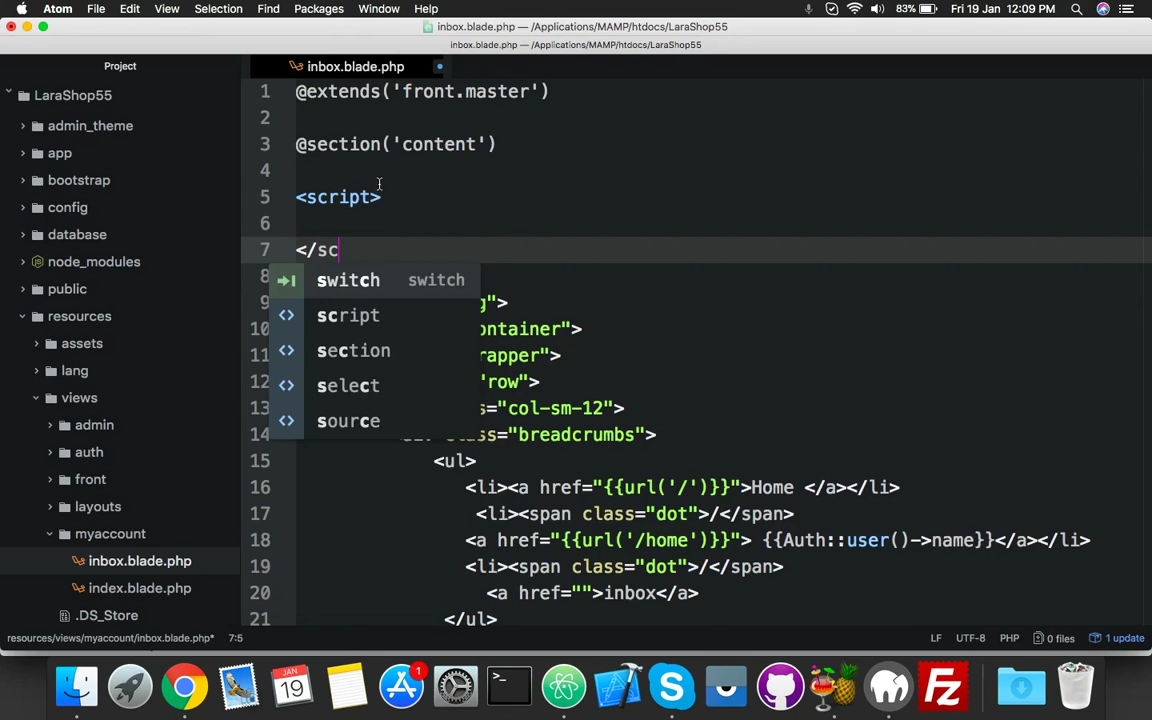 Atom File Edit View Selection Find Packages Window Help 83% Fri 19 Jan 12:09 PM
inbox.blade.php — /Applications/MAMP/htdocs/LaraShop55
inbox.blade.php — /Applications/MAMP/htdocs/LaraShop55
Project
inbox.blade.php
LaraShop55
admin_theme
app
bootstrap
config
database
node_modules
public
resources
assets
lang
views
admin
auth
front
layouts
myaccount
inbox.blade.php
index.blade.php
.DS_Store
1 @extends('front.master')
2
3 @section('content')
4
5 <script>
6
7 </sc
8
9 g">
10 ontainer">
11 rapper">
12 'row">
13 s="col-sm-12">
14 class="breadcrumbs">
15 <ul>
16 <li><a href="{{url('/')}}">Home </a></li>
17 <li><span class="dot">/</span>
18 <a href="{{url('/home')}}"> {{Auth::user()->name}}</a></li>
19 <li><span class="dot">/</span>
20 <a href="">inbox</a>
21 </ul>
switch switch
script
section
select
source
resources/views/myaccount/inbox.blade.php* 7:5 LF UTF-8 PHP 0 files 1 update
JAN
19
1